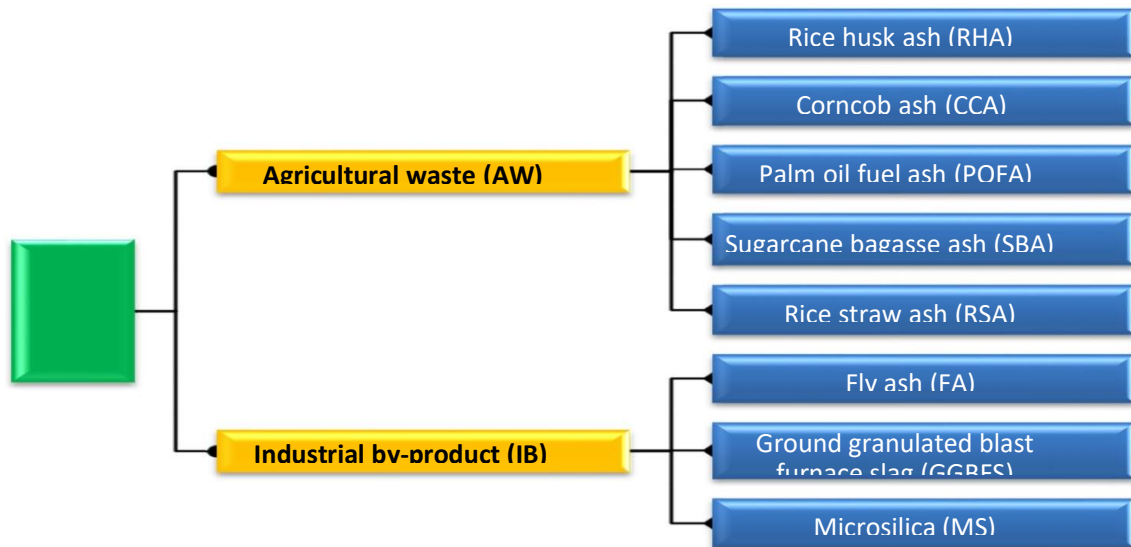 Rice husk ash (RHA)
Corncob ash (CCA)
Agricultural waste (AW)
Palm oil fuel ash (POFA)
Sugarcane bagasse ash (SBA)
Rice straw ash (RSA)
Fly ash (FA)
Industrial by-product (IB)
Ground granulated blast
furnace slag (GGBFS)
Microsilica (MS)